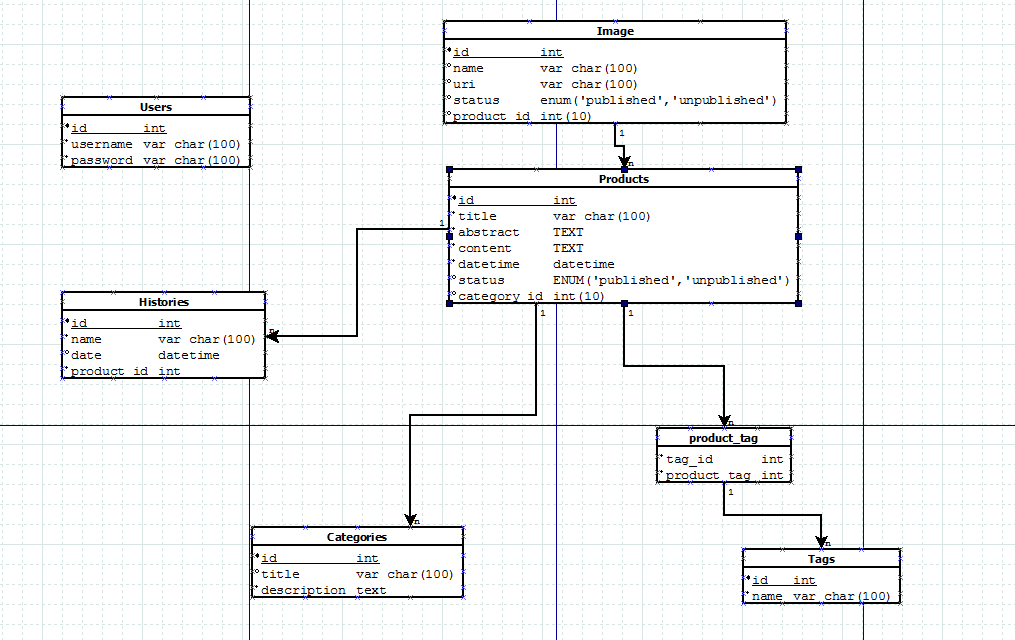 Image
id int
name var char(100)
uri var char(100)
status enum('published','unpublished')
product_id int(10)
1
n
Users
id int
username var char(100)
password var char(100)
Products
id int
title var char(100)
abstract TEXT
content TEXT
datetime datetime
status ENUM('published','unpublished')
category_id int(10)
1
n
1
n
1
n
Histories
id int
name var char(100)
date datetime
product_id int
product_tag
tag_id int
product_tag int
1
n
Categories
id int
title var char(100)
description text
Tags
id int
name var char(100)